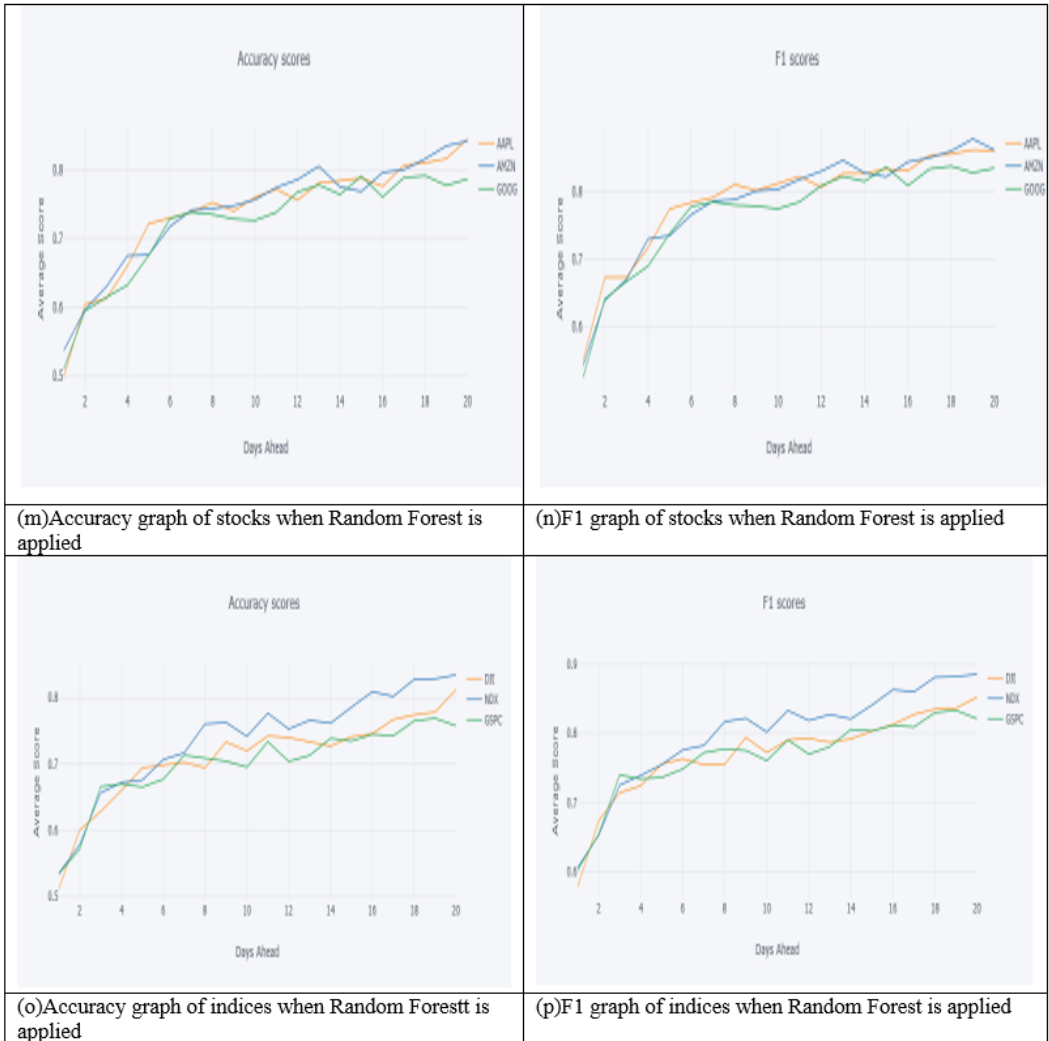 Accuracy scores
0.8
0.7
0.6
0.5
Average Score
2 4 6 8 10 12 14 16 18 20
Days Ahead
AAPL
AMZN
GOOG
F1 scores
0.8
0.7
0.6
Average Score
2 4 6 8 10 12 14 16 18 20
Days Ahead
AAPL
AMZN
GOOG
(m)Accuracy graph of stocks when Random Forest is
applied
(n)F1 graph of stocks when Random Forest is applied
Accuracy scores
0.8
0.7
0.6
0.5
Average Score
2 4 6 8 10 12 14 16 18 20
Days Ahead
DJI
NDX
GSPC
F1 scores
0.9
0.8
0.7
0.6
Average Score
2 4 6 8 10 12 14 16 18 20
Days Ahead
DJI
NDX
GSPC
(o)Accuracy graph of indices when Random Forestt is
applied
(p)F1 graph of indices when Random Forest is applied